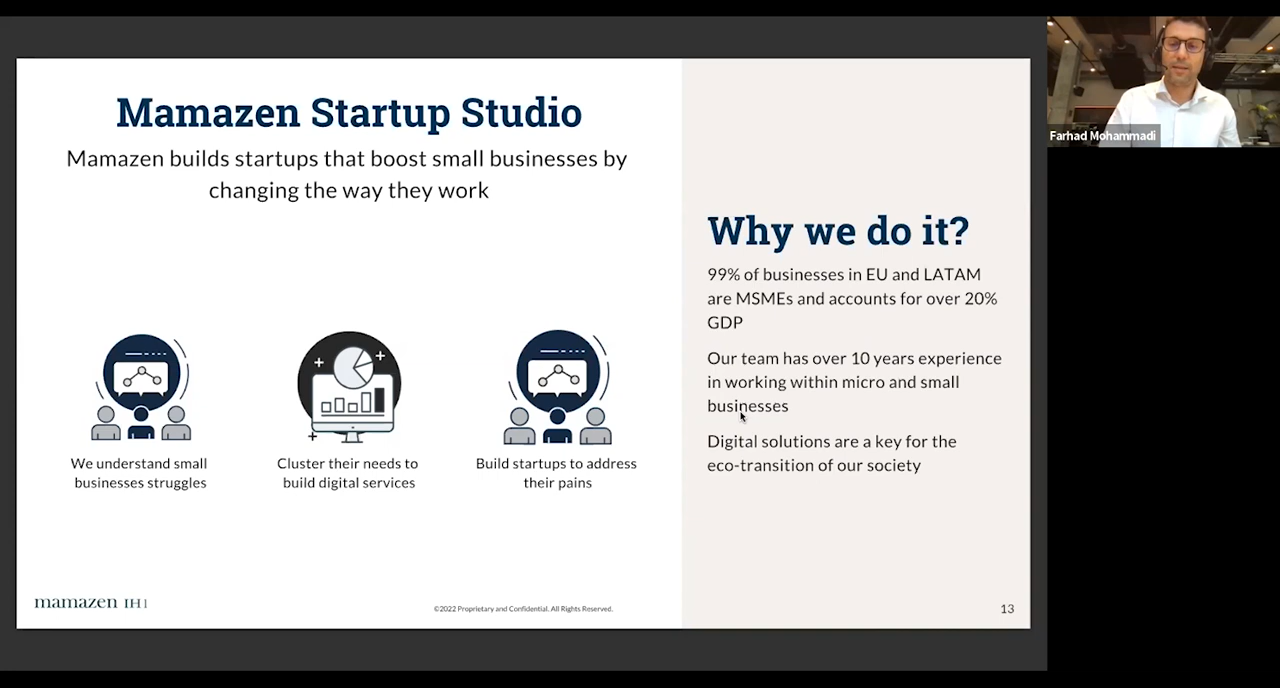 Mamazen Startup Studio
Mamazen builds startups that boost small businesses by
changing the way they work
We understand small
businesses struggles
Cluster their needs to
build digital services
Build startups to address
their pains
Why we do it?
99% of businesses in EU and LATAM
are MSMEs and accounts for over 20%
GDP
Our team has over 10 years experience
in working within micro and small
businesses
Digital solutions are a key for the
eco-transition of our society
mamazen
©2022 Proprietary and Confidential. All Rights Reserved.
13
Farhad Mohammadi